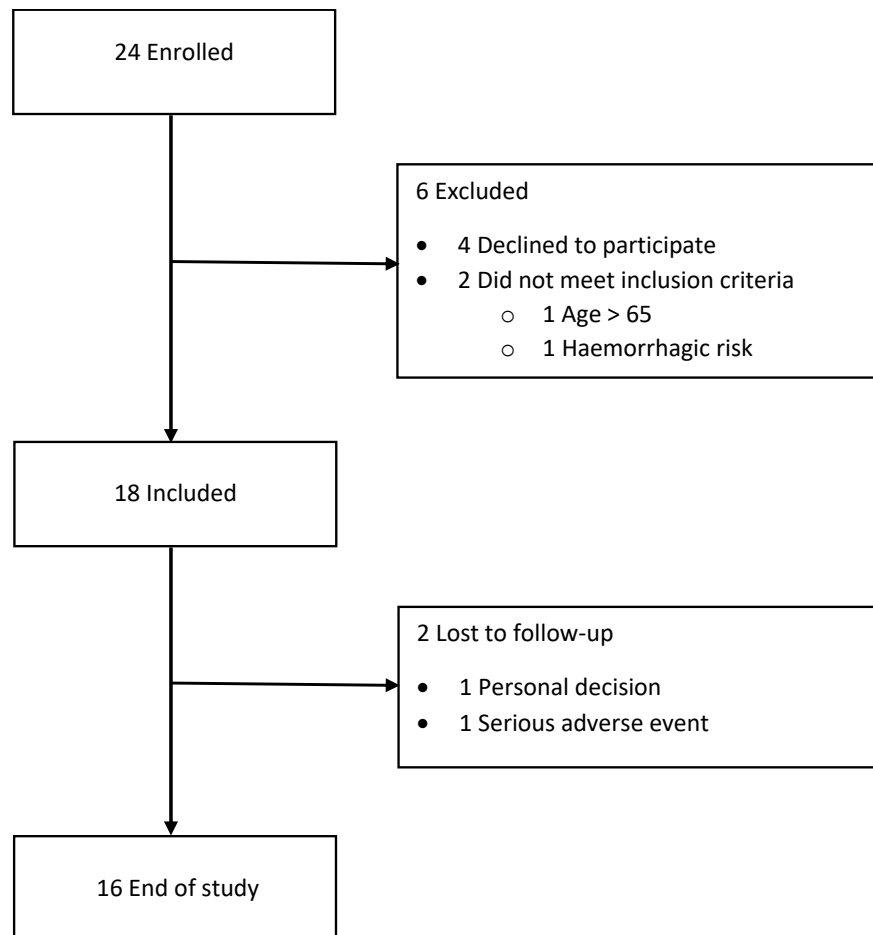 24 Enrolled
6 Excluded
• 4 Declined to participate
• 2 Did not meet inclusion criteria
o 1 Age > 65
o 1 Haemorrhagic risk
18 Included
2 Lost to follow-up
• 1 Personal decision
• 1 Serious adverse event
16 End of study